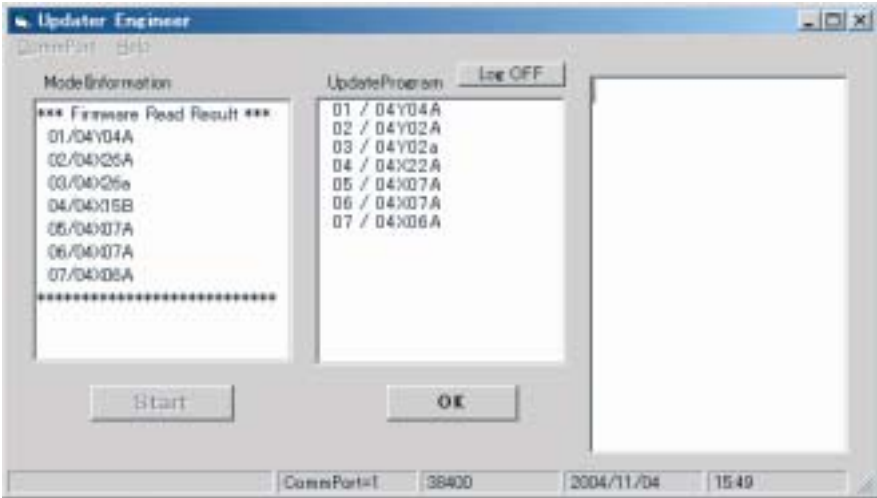 Updater Engineer
CommPort Help
ModeInformation
*** Firmware Read Result ***
01/04Y04A
02/04X26A
03/04X26a
04/04X15B
05/04X07A
06/04X07A
07/04X06A
****************************
Start
UpdateProgram
Log OFF
01 / 04Y04A
02 / 04Y02A
03 / 04Y02a
04 / 04X22A
05 / 04X07A
06 / 04X07A
07 / 04X06A
OK
CommPort=1 38400 2004/11/04 15:49